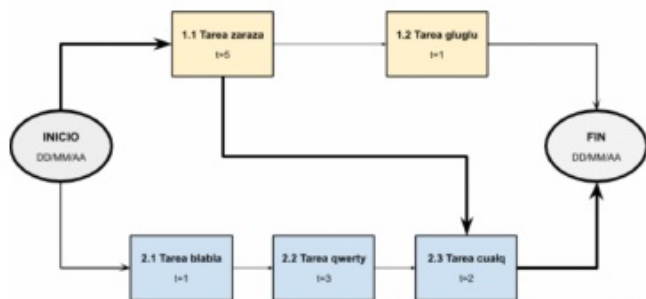 1.1 Tarea zaraza
t=5
1.2 Tarea gluglu
t=1
INICIO
DD/MM/AA
FIN
DD/MM/AA
2.1 Tarea blabla
t=1
2.2 Tarea qwerty
t=3
2.3 Tarea cualq
t=2